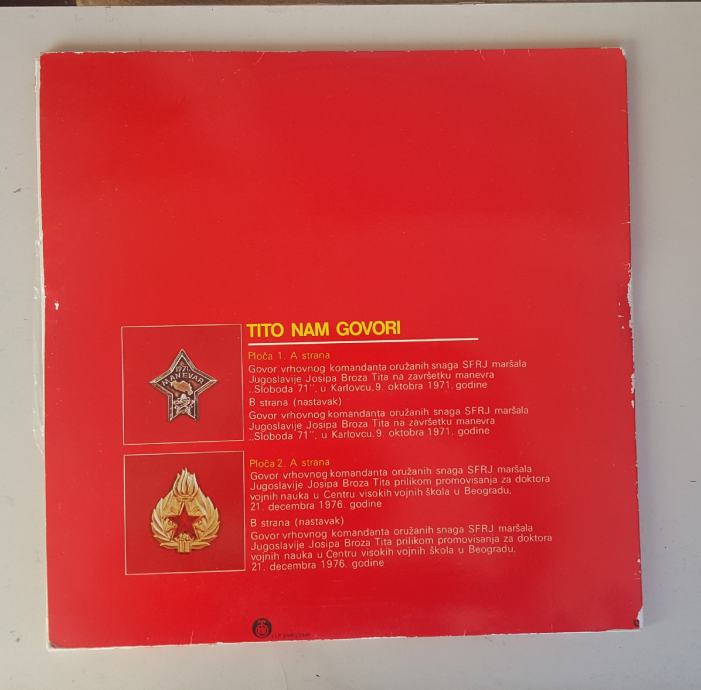 TITO NAM GOVORI
1971.
MANEVAR
Ploča 1. A strana
Govor vrhovnog komandanta oružanih snaga SFRJ maršala
Jugoslavije Josipa Broza Tita na završetku manevra
„Sloboda 71”, u Karlovcu,9. oktobra 1971. godine
B strana (nastavak)
Govor vrhovnog komandanta oružanih snaga SFRJ maršala
Jugoslavije Josipa Broza Tita na završetku manevra
„Sloboda 71”, u Karlovcu,9. oktobra 1971. godine
Ploča 2. A strana
Govor vrhovnog komandanta oružanih snaga SFRJ maršala
Jugoslavije Josipa Broza Tita prilikom promovisanja za doktora
vojnih nauka u Centru visokih vojnih škola u Beogradu,
21. decembra 1976. godine
B strana (nastavak)
Govor vrhovnog komandanta oružanih snaga SFRJ maršala
Jugoslavije Josipa Broza Tita prilikom promovisanja za doktora
vojnih nauka u Centru visokih vojnih škola u Beogradu,
21. decembra 1976. godine